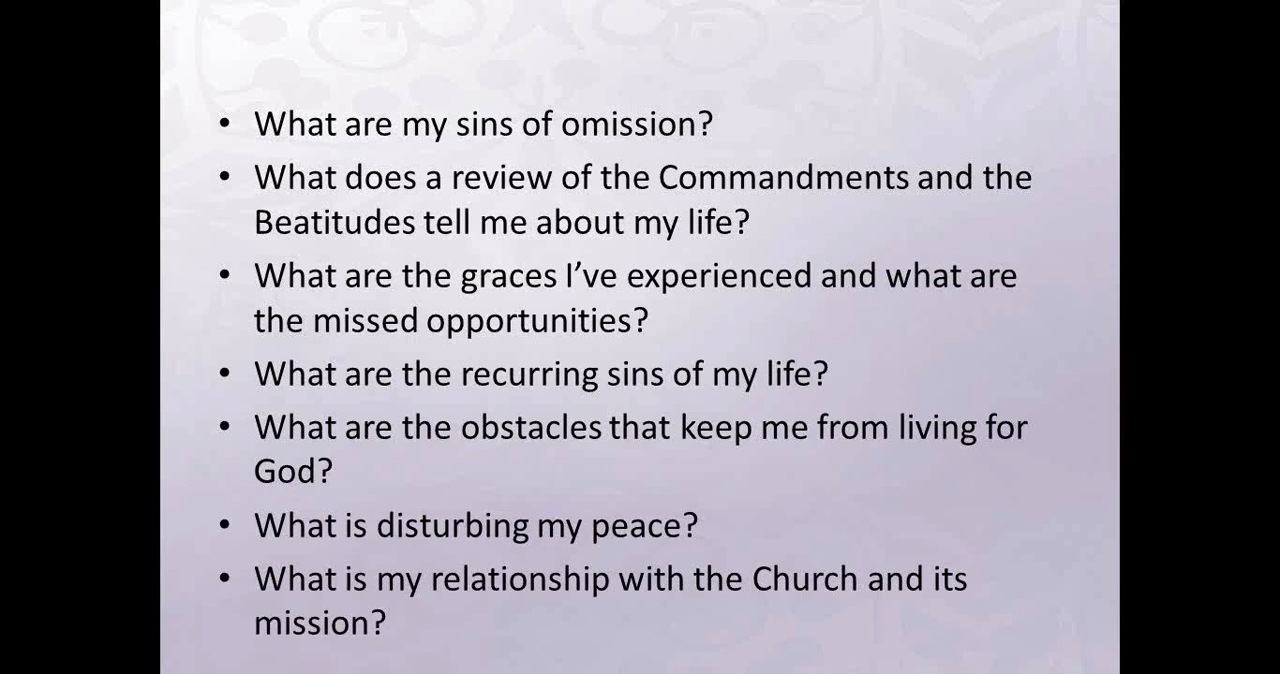 • What are my sins of omission?
• What does a review of the Commandments and the
Beatitudes tell me about my life?
• What are the graces I’ve experienced and what are
the missed opportunities?
• What are the recurring sins of my life?
• What are the obstacles that keep me from living for
God?
• What is disturbing my peace?
• What is my relationship with the Church and its
mission?